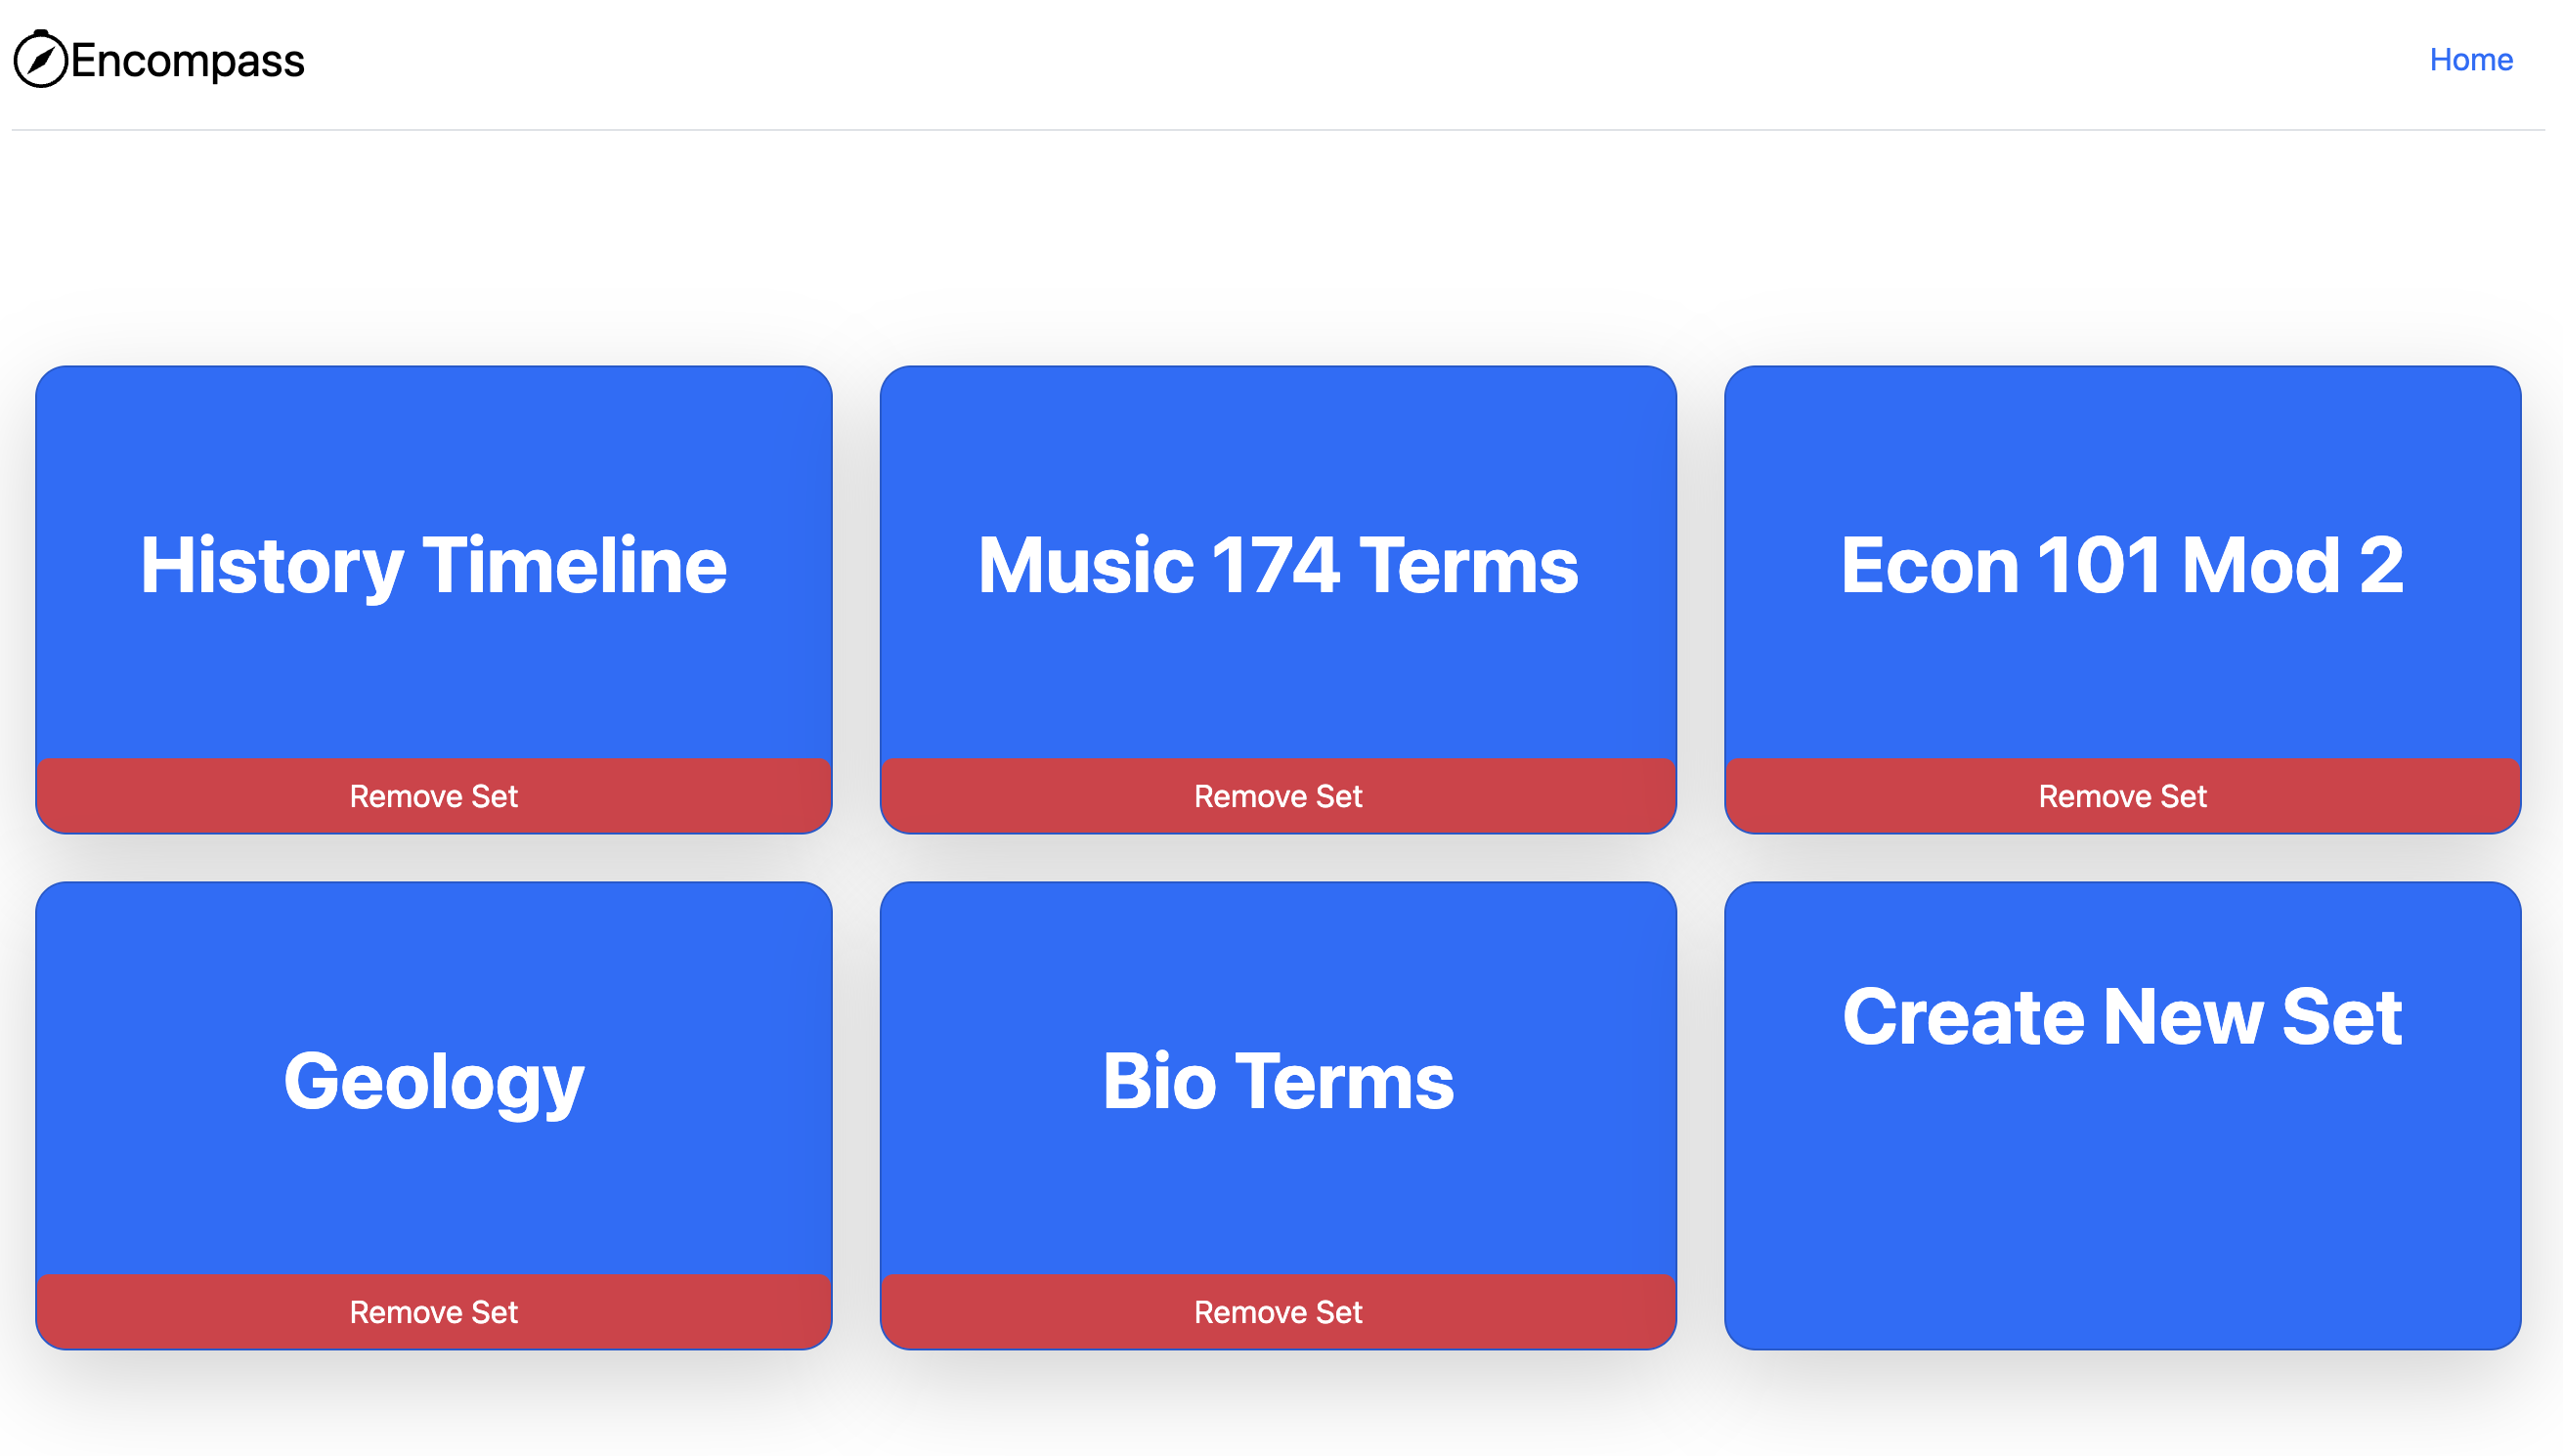 Encompass
Home
History Timeline
Music 174 Terms
Econ 101 Mod 2
Remove Set
Remove Set
Remove Set
Geology
Bio Terms
Create New Set
Remove Set
Remove Set